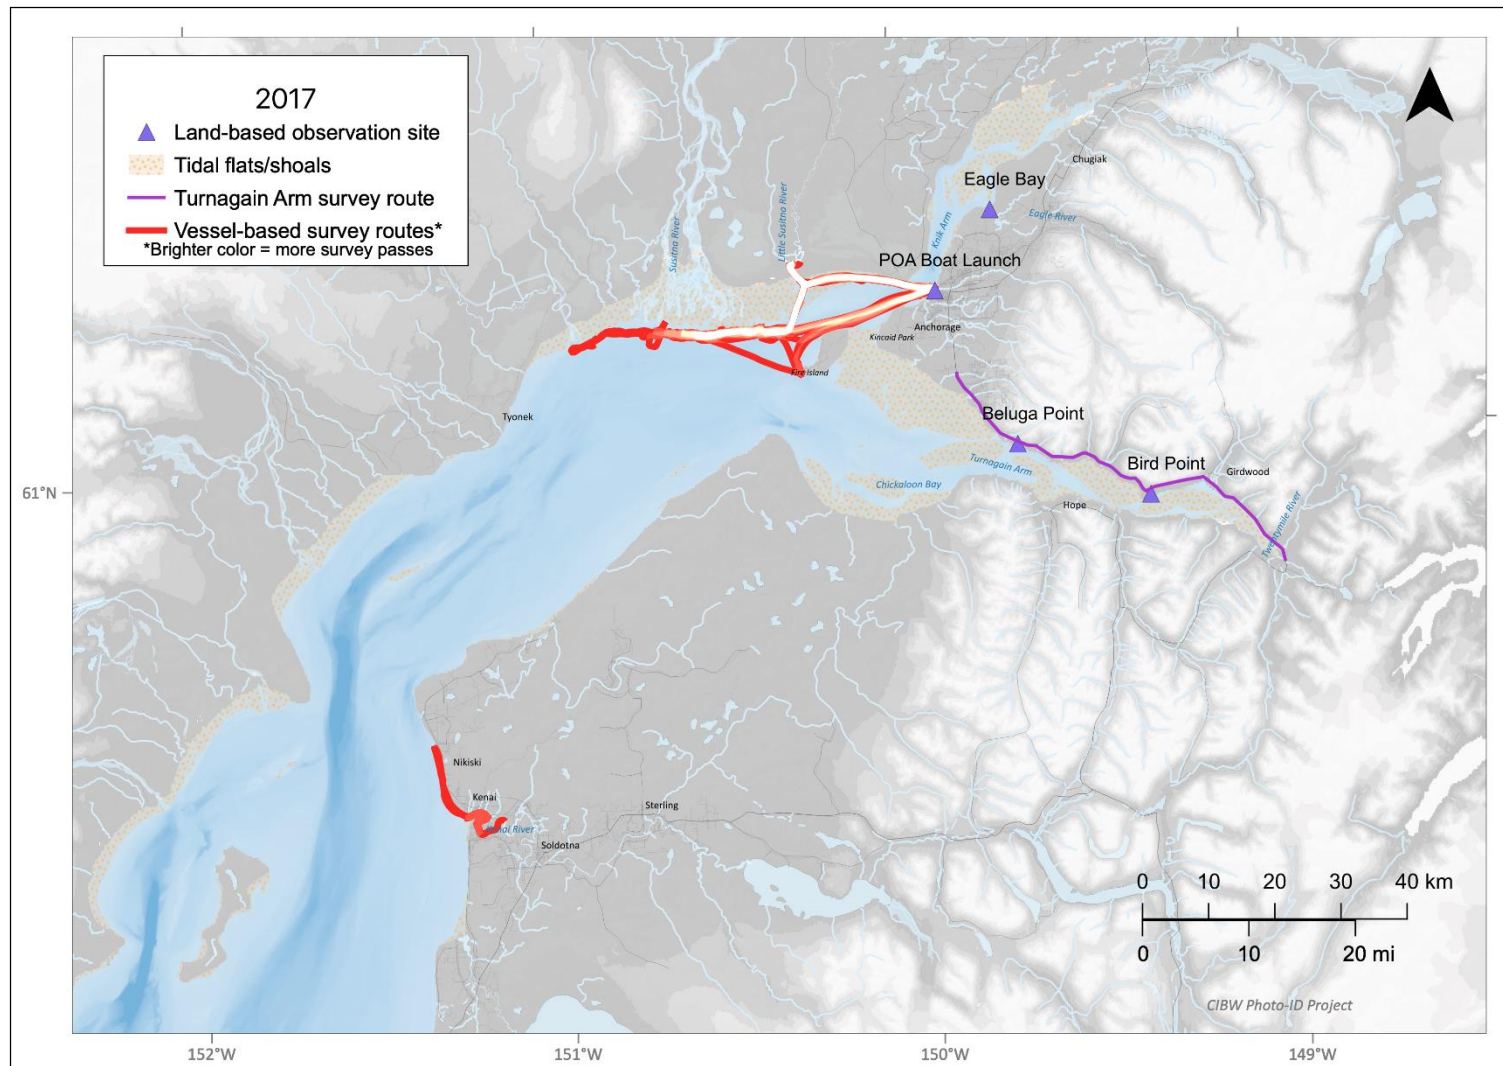 2017
Land-based observation site
Tidal flats/shoals
Turnagain Arm survey route
Vessel-based survey routes*
*Brighter color = more survey passes
Chugiak
Eagle Bay
Eagle River
Knik Arm
Susitna River
Little Susitna River
POA Boat Launch
Anchorage
Kincaid Park
Fire Island
Tyonek
Beluga Point
Turnagain Arm
Bird Point
Girdwood
Chickaloon Bay
61°N
Hope
Twentymile River
Nikiski
Kenai
Sterling
Kenai River
Soldotna
0 10 20 30 40 km
0 10 20 mi
CIBW Photo-ID Project
152°W 151°W 150°W 149°W